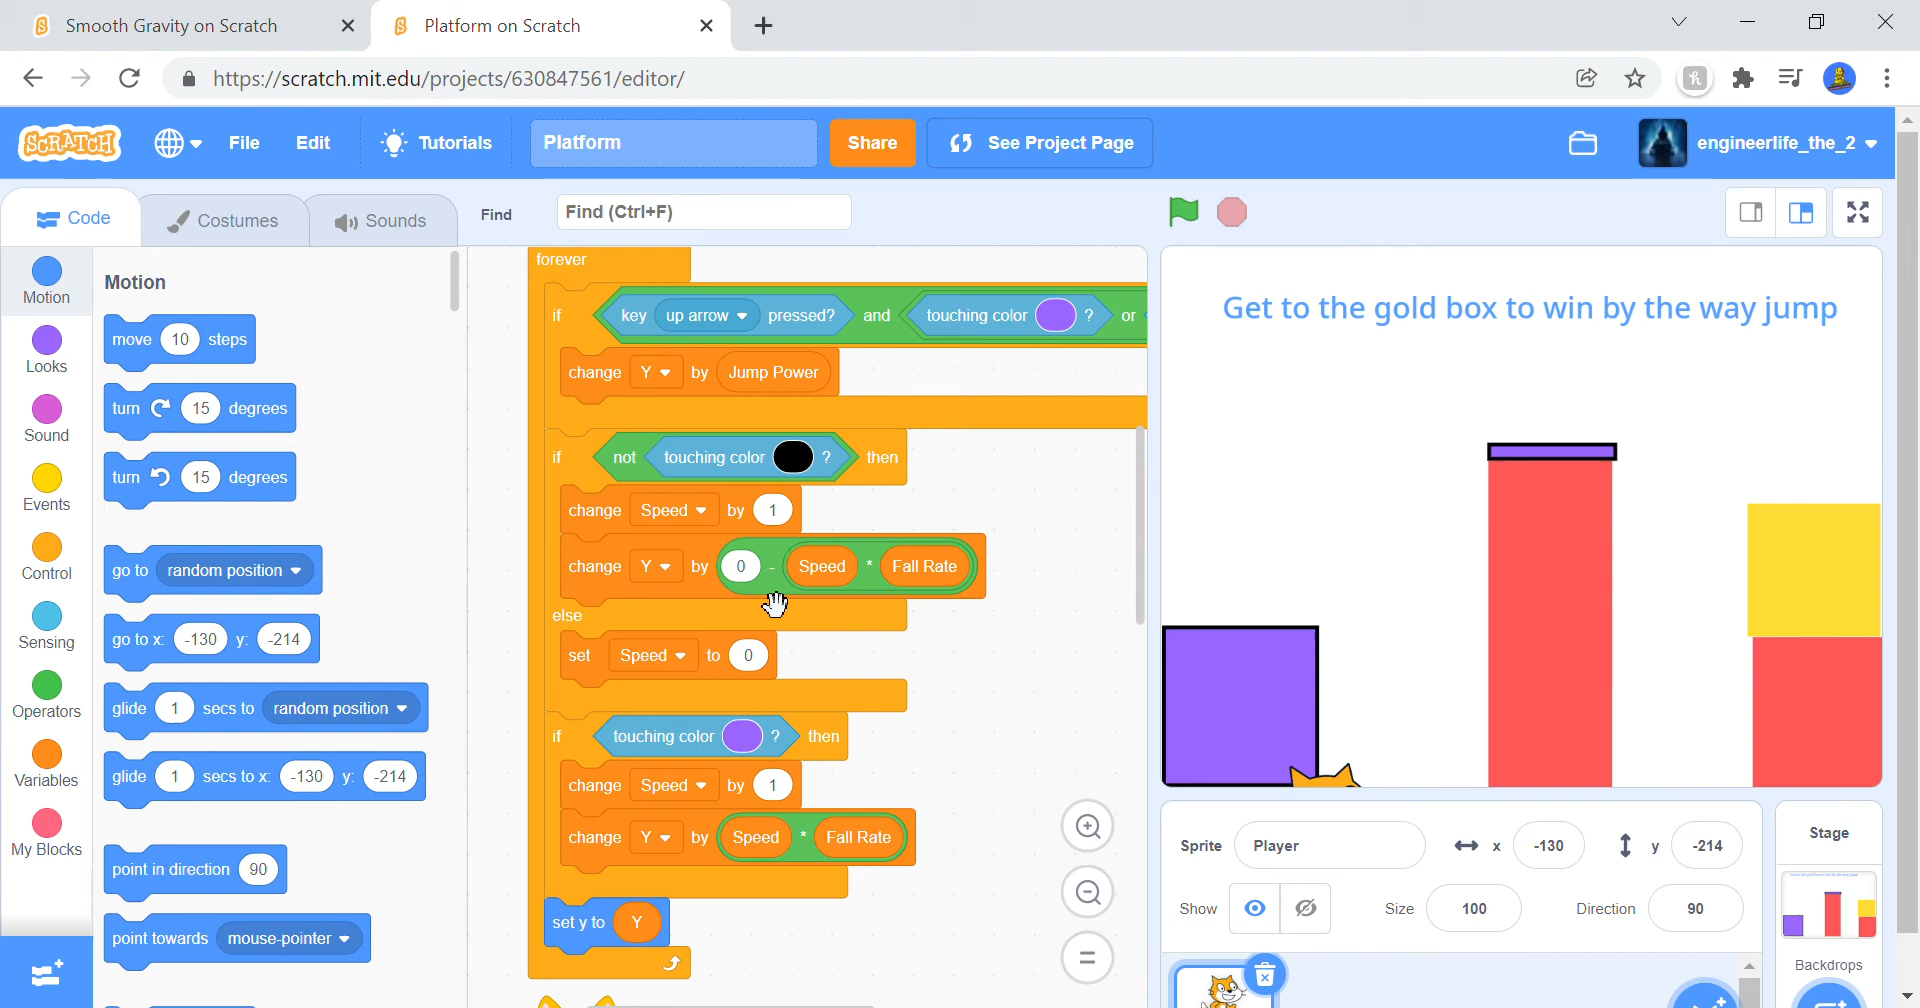 Smooth Gravity on Scratch
Platform on Scratch
https://scratch.mit.edu/projects/630847561/editor/
SCRATCH
File
Edit
Tutorials
Platform
Share
See Project Page
engineerlife_the_2
Code
Costumes
Sounds
Find
Find (Ctrl+F)
Motion
Looks
Sound
Events
Control
Sensing
Operators
Variables
My Blocks
Motion
move 10 steps
turn 15 degrees
turn 15 degrees
go to random position
go to x: -130 y: -214
glide 1 secs to random position
glide 1 secs to x: -130 y: -214
point in direction 90
point towards mouse-pointer
forever
if key up arrow pressed? and touching color ? or
change Y by Jump Power
if not touching color ? then
change Speed by 1
change Y by 0 - Speed * Fall Rate
else
set Speed to 0
if touching color ? then
change Speed by 1
change Y by Speed * Fall Rate
set y to Y
Get to the gold box to win by the way jump
Sprite Player x -130 y -214
Show Size 100 Direction 90
Stage
Backdrops